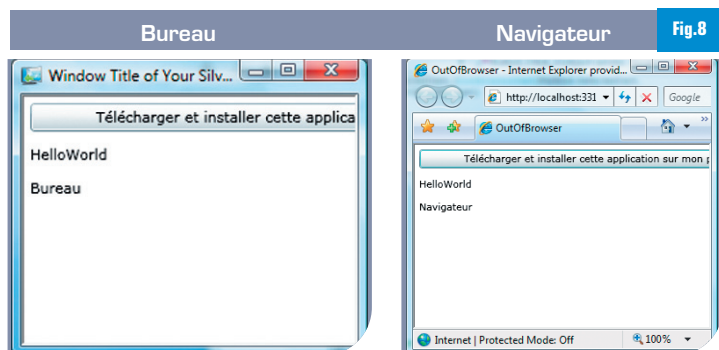 Bureau
Navigateur
Fig.8
Window Title of Your Silv...
Télécharger et installer cette applica
HelloWorld
Bureau
OutOfBrowser - Internet Explorer provid...
http://localhost:331
Google
OutOfBrowser
Télécharger et installer cette application sur mon p
HelloWorld
Navigateur
Internet | Protected Mode: Off
100%